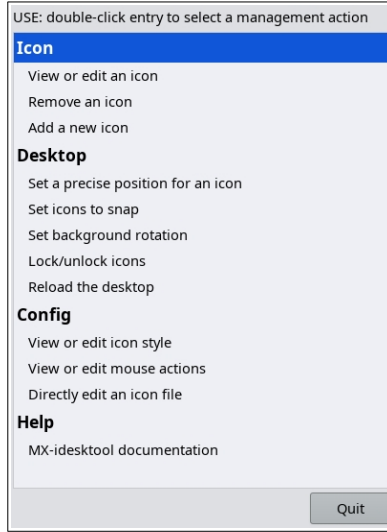 USE: double-click entry to select a management action
Icon
View or edit an icon
Remove an icon
Add a new icon
Desktop
Set a precise position for an icon
Set icons to snap
Set background rotation
Lock/unlock icons
Reload the desktop
Config
View or edit icon style
View or edit mouse actions
Directly edit an icon file
Help
MX-idesktool documentation
Quit